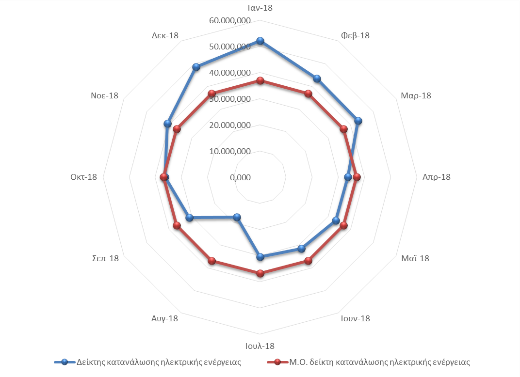 Ιαν-18
60.000,000
Δεκ-18
Φεβ-18
50.000,000
40.000,000
Νοε-18
Μαρ-18
30.000,000
20.000,000
10.000,000
Οκτ-18
0,000
Απρ-18
Σεπ-18
Μαϊ-18
Αυγ-18
Ιουν-18
Ιουλ-18
Δείκτης κατανάλωσης ηλεκτρικής ενέργειας
Μ.Ο. δείκτη κατανάλωσης ηλεκτρικής ενέργειας